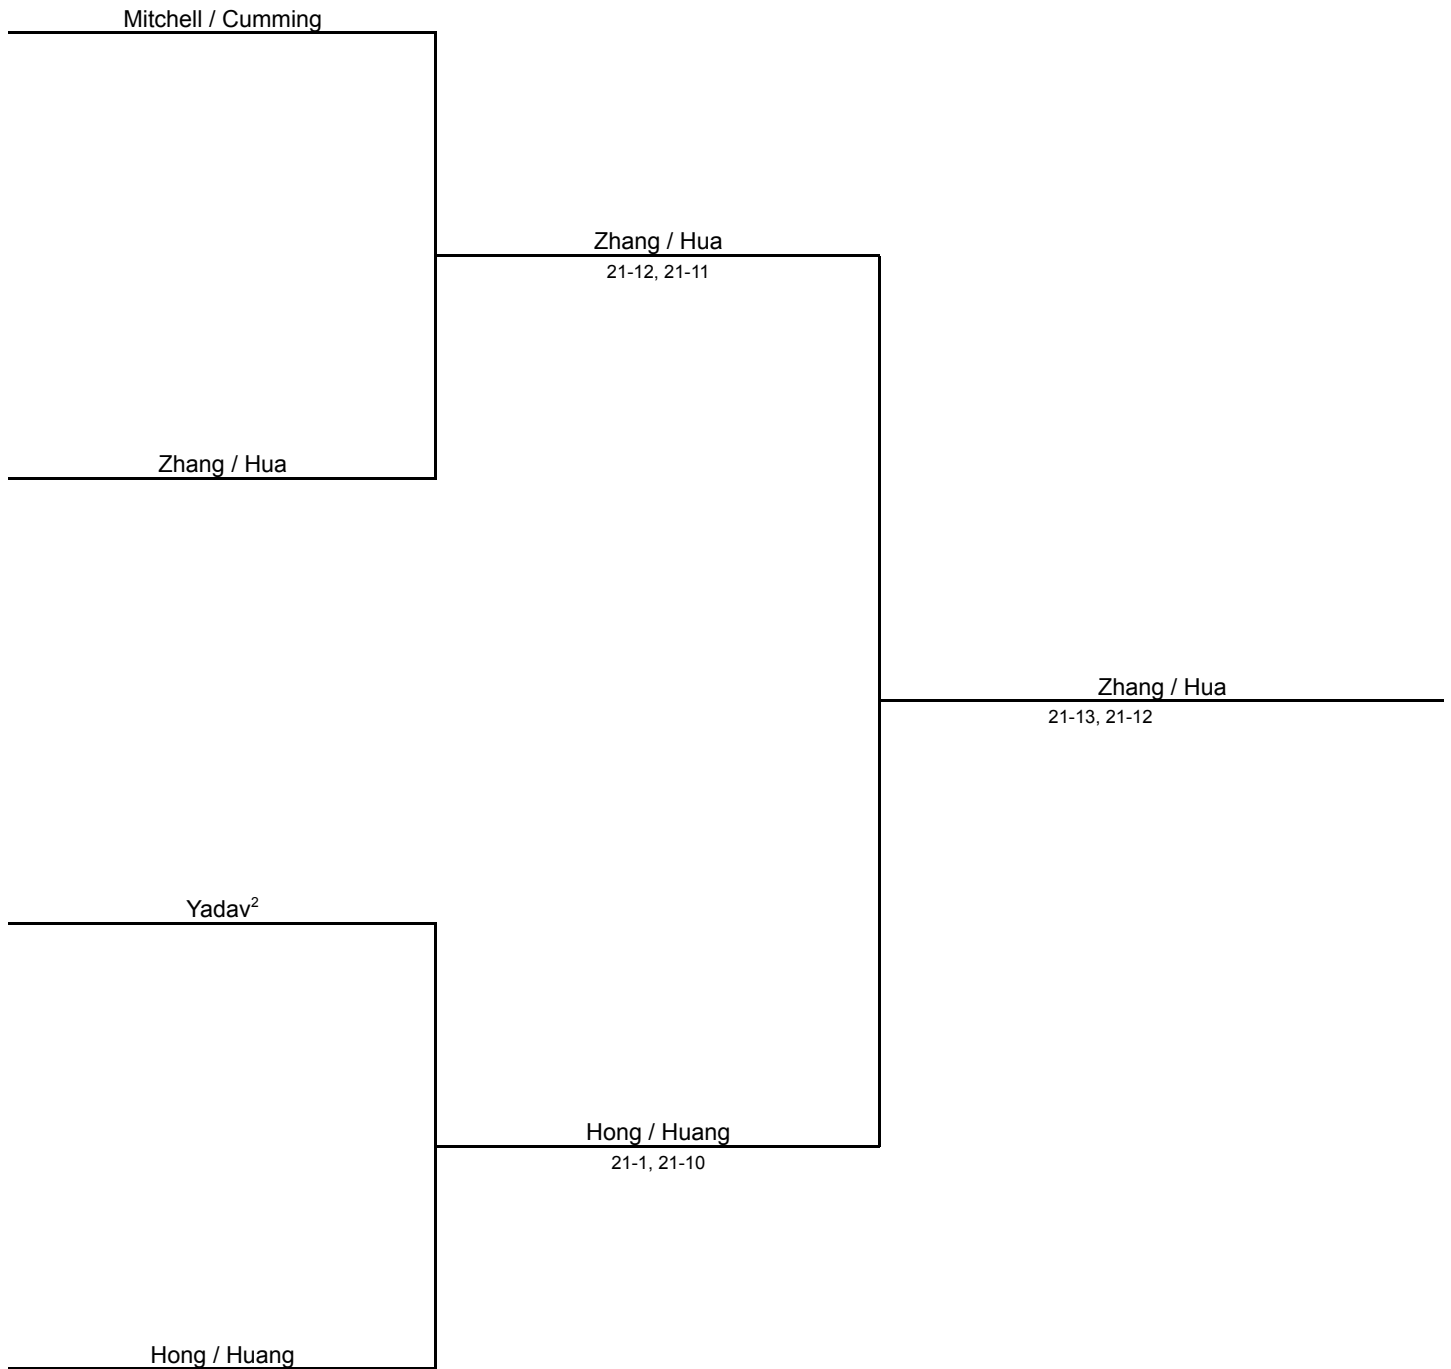 Mitchell / Cumming
Zhang / Hua
21-12, 21-11
Zhang / Hua
Zhang / Hua
21-13, 21-12
Yadav²
Hong / Huang
21-1, 21-10
Hong / Huang